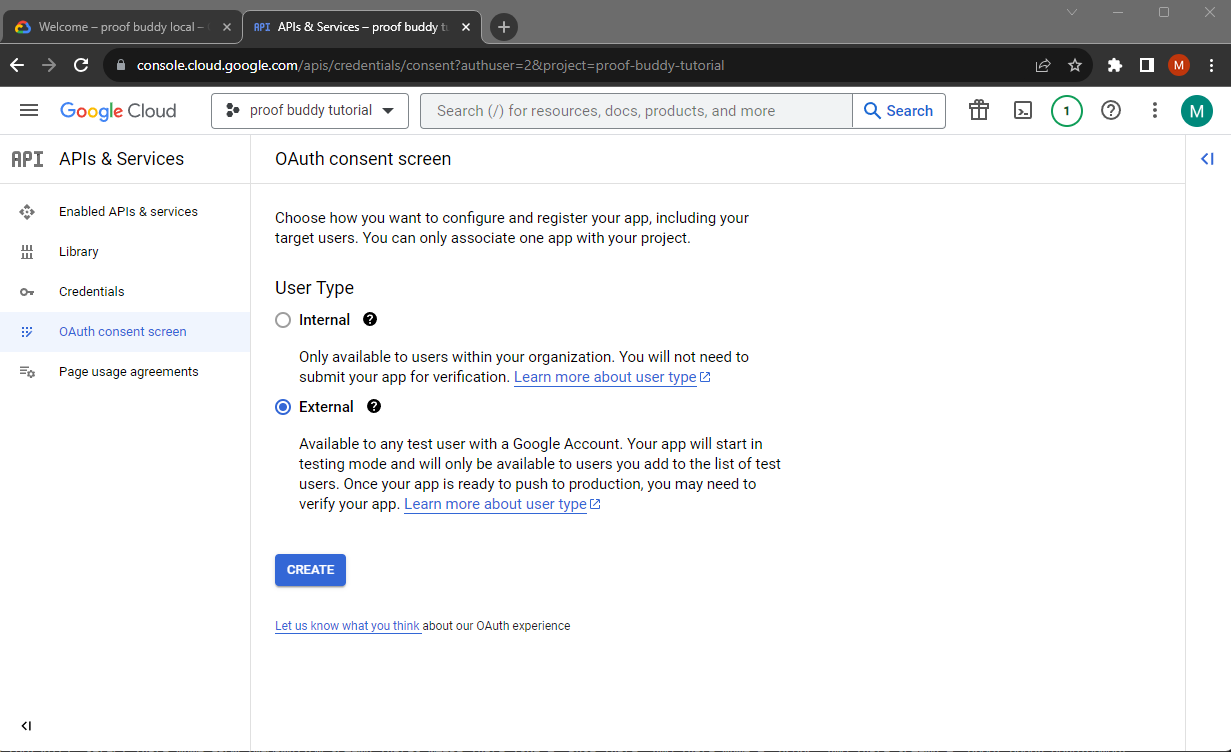 Welcome – proof buddy local –
API APIs & Services – proof buddy tu
console.cloud.google.com/apis/credentials/consent?authuser=2&project=proof-buddy-tutorial
M
Google Cloud
proof buddy tutorial
Search (/) for resources, docs, products, and more
Search
1
M
API APIs & Services
OAuth consent screen
Enabled APIs & services
Library
Credentials
OAuth consent screen
Page usage agreements
Choose how you want to configure and register your app, including your
target users. You can only associate one app with your project.
User Type
Internal
Only available to users within your organization. You will not need to
submit your app for verification. Learn more about user type
External
Available to any test user with a Google Account. Your app will start in
testing mode and will only be available to users you add to the list of test
users. Once your app is ready to push to production, you may need to
verify your app. Learn more about user type
CREATE
Let us know what you think about our OAuth experience